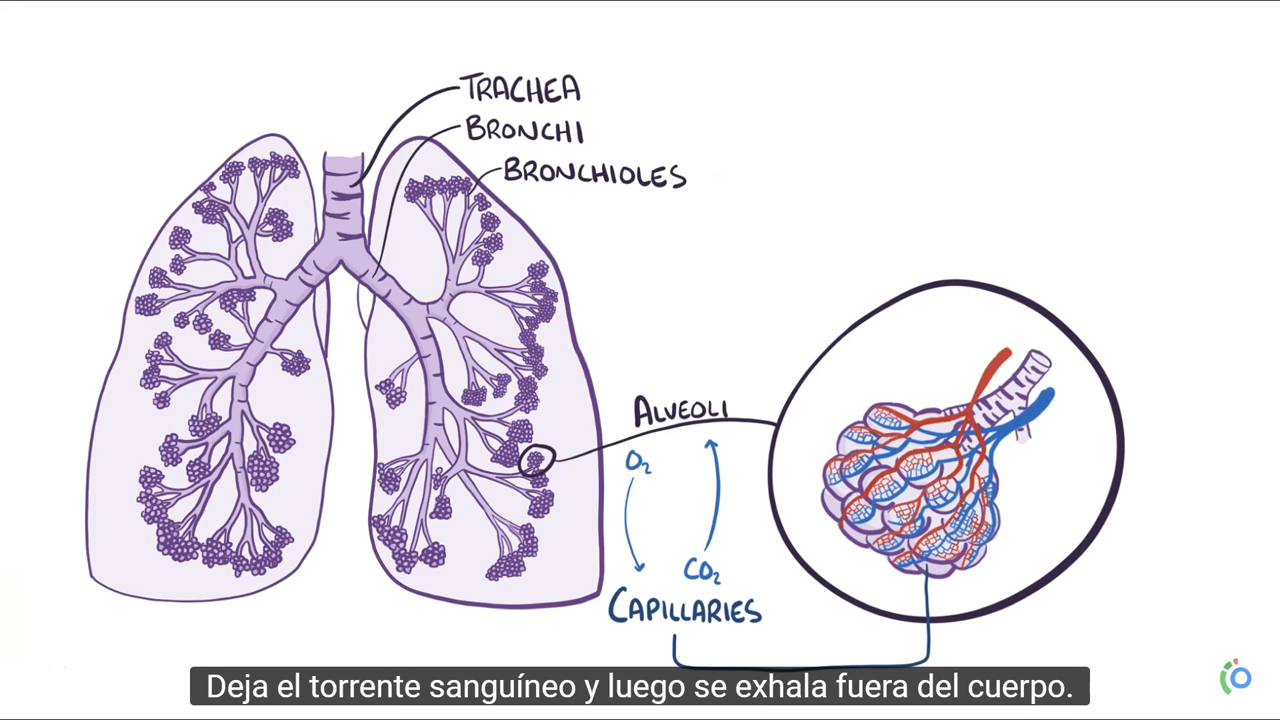 TRACHEA
BRONCHI
BRONCHIOLES
ALVEOLI
O₂
CO₂
CAPILLARIES
Deja el torrente sanguíneo y luego se exhala fuera del cuerpo.